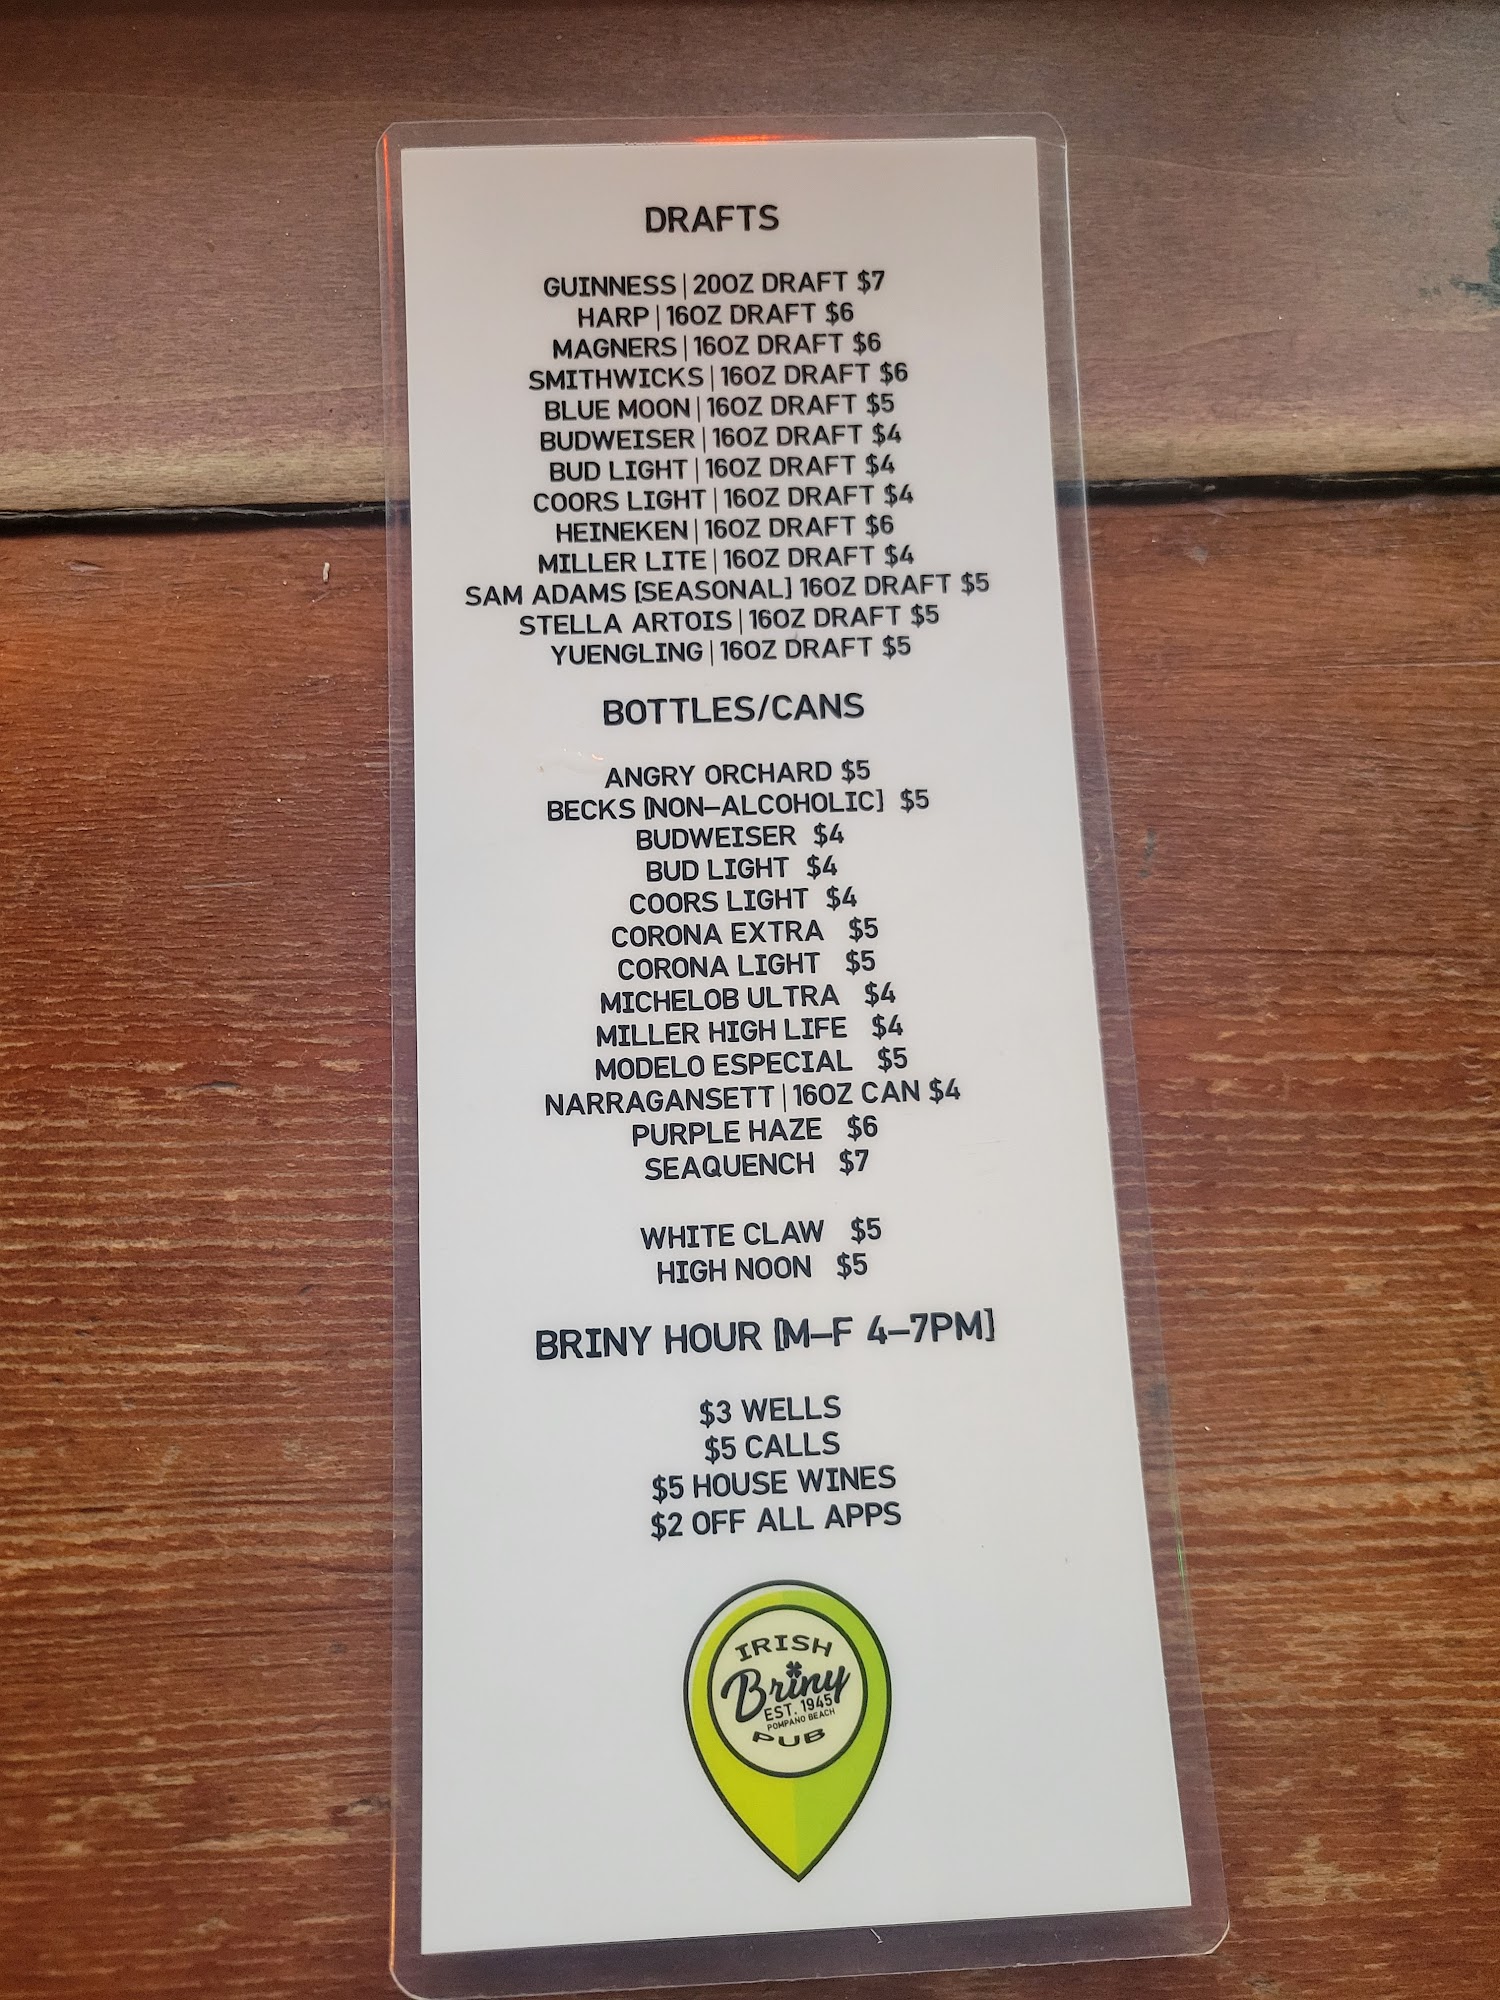 DRAFTS
GUINNESS | 20OZ DRAFT $7
HARP | 16OZ DRAFT $6
MAGNERS | 16OZ DRAFT $6
SMITHWICKS | 16OZ DRAFT $6
BLUE MOON | 16OZ DRAFT $5
BUDWEISER | 16OZ DRAFT $4
BUD LIGHT | 16OZ DRAFT $4
COORS LIGHT | 16OZ DRAFT $4
HEINEKEN | 16OZ DRAFT $6
MILLER LITE | 16OZ DRAFT $4
SAM ADAMS [SEASONAL] 16OZ DRAFT $5
STELLA ARTOIS | 16OZ DRAFT $5
YUENGLING | 16OZ DRAFT $5
BOTTLES/CANS
ANGRY ORCHARD $5
BECKS [NON-ALCOHOLIC] $5
BUDWEISER $4
BUD LIGHT $4
COORS LIGHT $4
CORONA EXTRA $5
CORONA LIGHT $5
MICHELOB ULTRA $4
MILLER HIGH LIFE $4
MODELO ESPECIAL $5
NARRAGANSETT | 16OZ CAN $4
PURPLE HAZE $6
SEAQUENCH $7
WHITE CLAW $5
HIGH NOON $5
BRINY HOUR [M-F 4-7PM]
$3 WELLS
$5 CALLS
$5 HOUSE WINES
$2 OFF ALL APPS
IRISH
Briny
EST. 1945
POMPANO BEACH
PUB